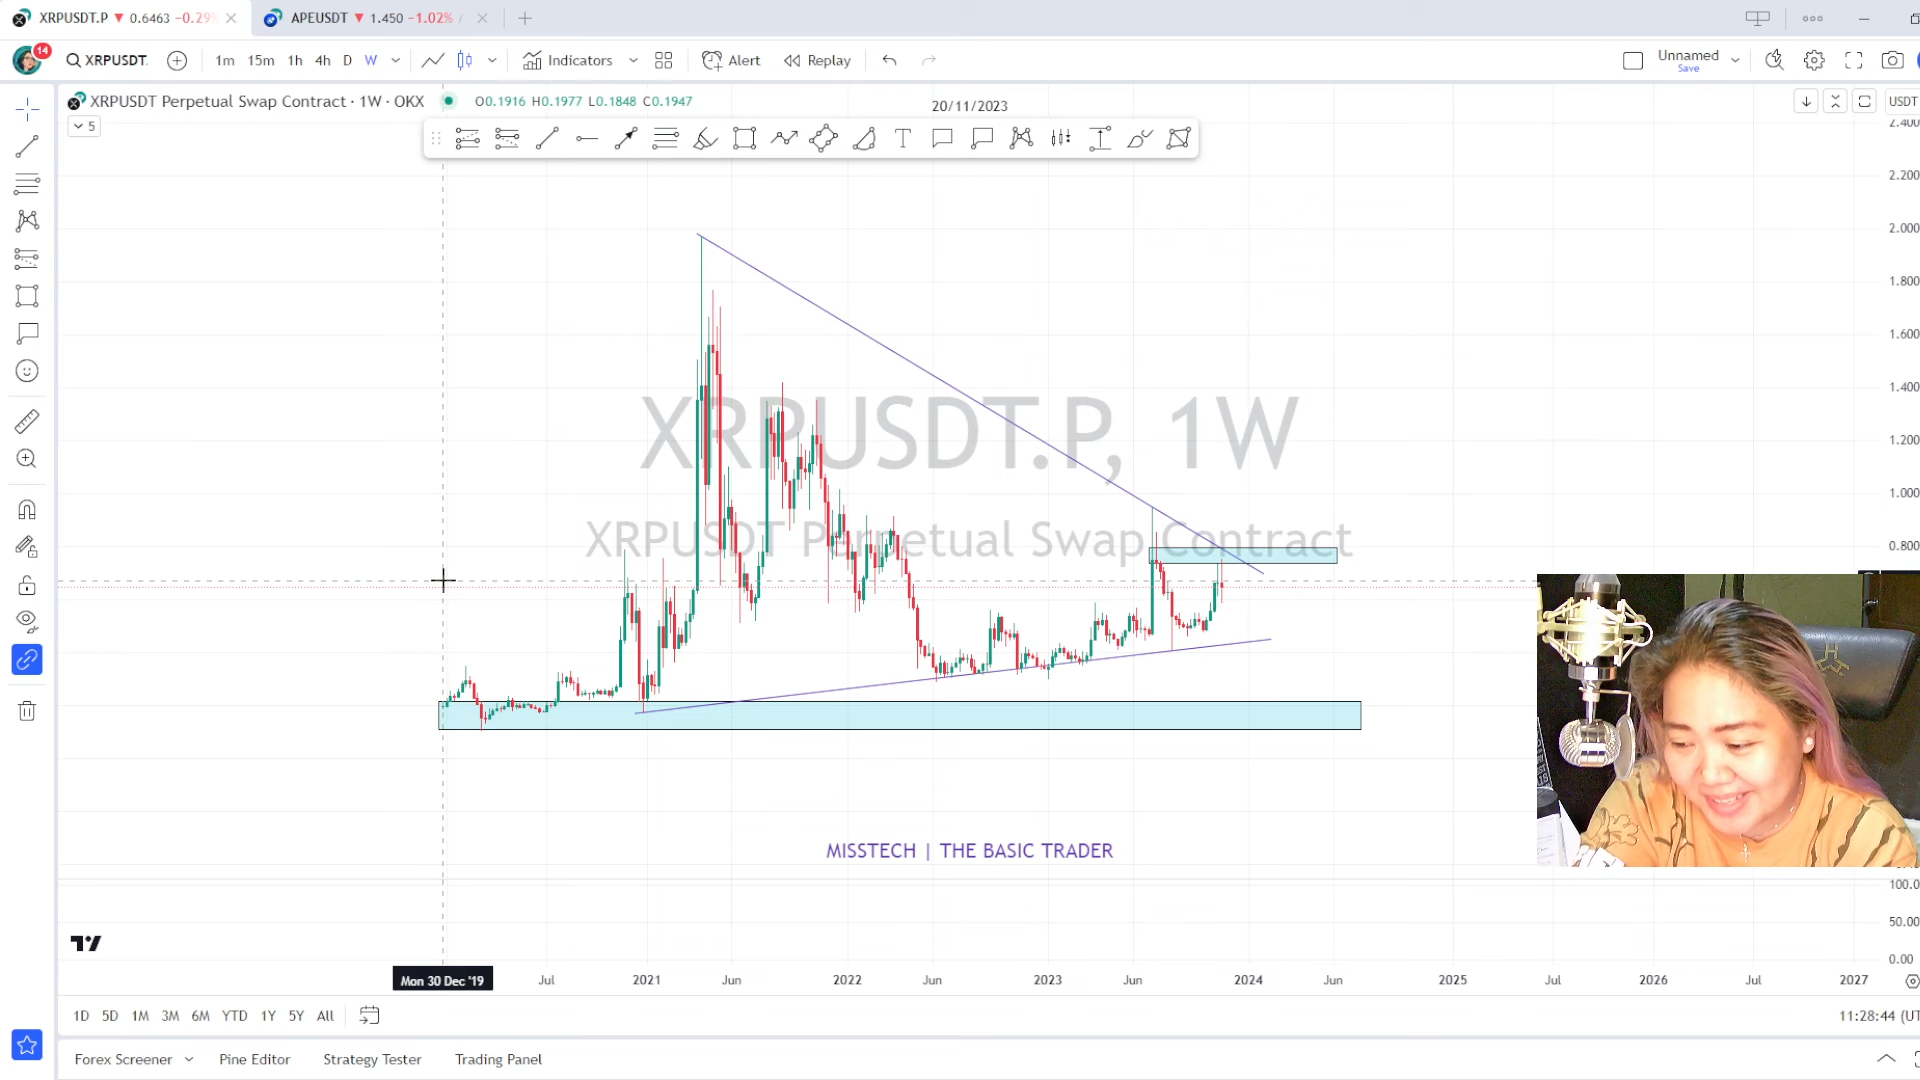 XRPUSDT.P ▼ 0.6463 −0.29%
APEUSDT ▼ 1.450 −1.02% /
14
XRPUSDT.
1m 15m 1h 4h D W
Indicators
Alert
Replay
Unnamed
Save
XRPUSDT Perpetual Swap Contract · 1W · OKX
O0.1916 H0.1977 L0.1848 C0.1947
5
20/11/2023
USDT
2.400
2.200
2.000
1.800
1.600
1.400
1.200
1.000
0.800
XRPUSDT.P, 1W
XRPUSDT Perpetual Swap Contract
MISSTECH | THE BASIC TRADER
100.0
50.00
0.00
Mon 30 Dec '19 Jul 2021 Jun 2022 Jun 2023 Jun 2024 Jun 2025 Jul 2026 Jul 2027
1D 5D 1M 3M 6M YTD 1Y 5Y All
11:28:44 (UT
Forex Screener Pine Editor Strategy Tester Trading Panel